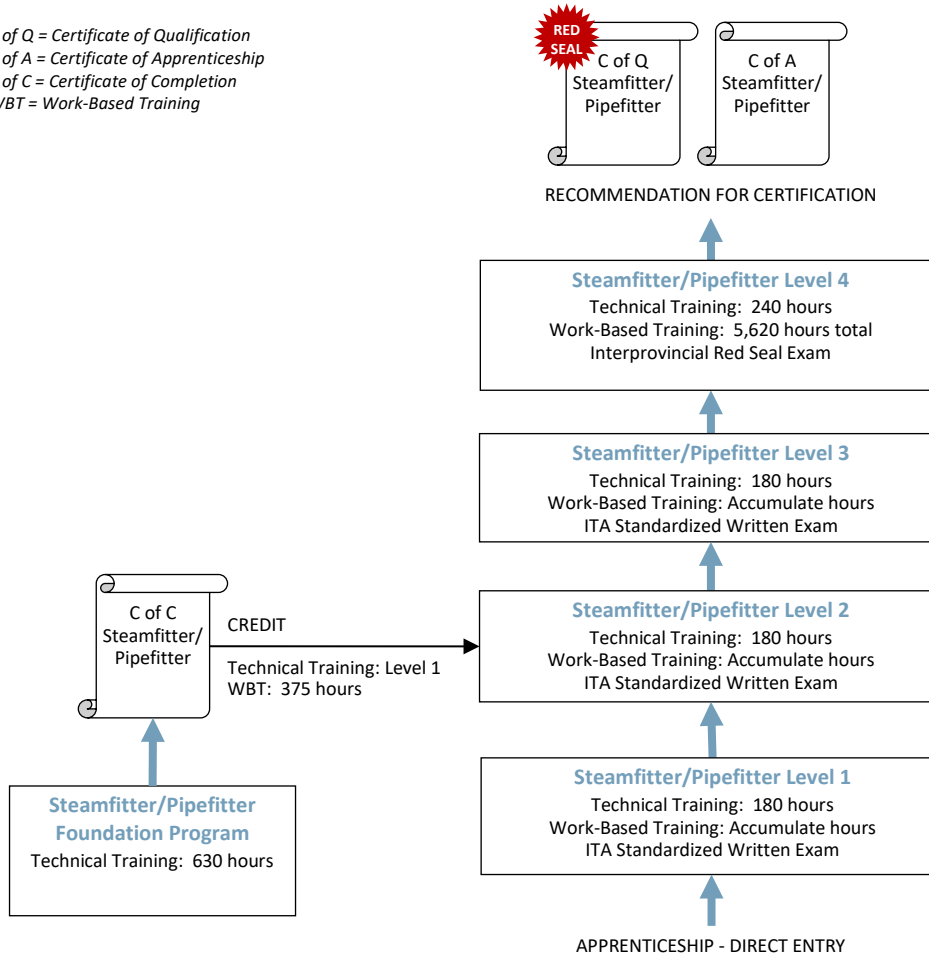 of Q = Certificate of Qualification
of A = Certificate of Apprenticeship
of C = Certificate of Completion
WBT = Work-Based Training
RED
SEAL
C of Q
Steamfitter/
Pipefitter
C of A
Steamfitter/
Pipefitter
RECOMMENDATION FOR CERTIFICATION
Steamfitter/Pipefitter Level 4
Technical Training: 240 hours
Work-Based Training: 5,620 hours total
Interprovincial Red Seal Exam
Steamfitter/Pipefitter Level 3
Technical Training: 180 hours
Work-Based Training: Accumulate hours
ITA Standardized Written Exam
C of C
Steamfitter/
Pipefitter
CREDIT
Technical Training: Level 1
WBT: 375 hours
Steamfitter/Pipefitter Level 2
Technical Training: 180 hours
Work-Based Training: Accumulate hours
ITA Standardized Written Exam
Steamfitter/Pipefitter
Foundation Program
Technical Training: 630 hours
Steamfitter/Pipefitter Level 1
Technical Training: 180 hours
Work-Based Training: Accumulate hours
ITA Standardized Written Exam
APPRENTICESHIP - DIRECT ENTRY